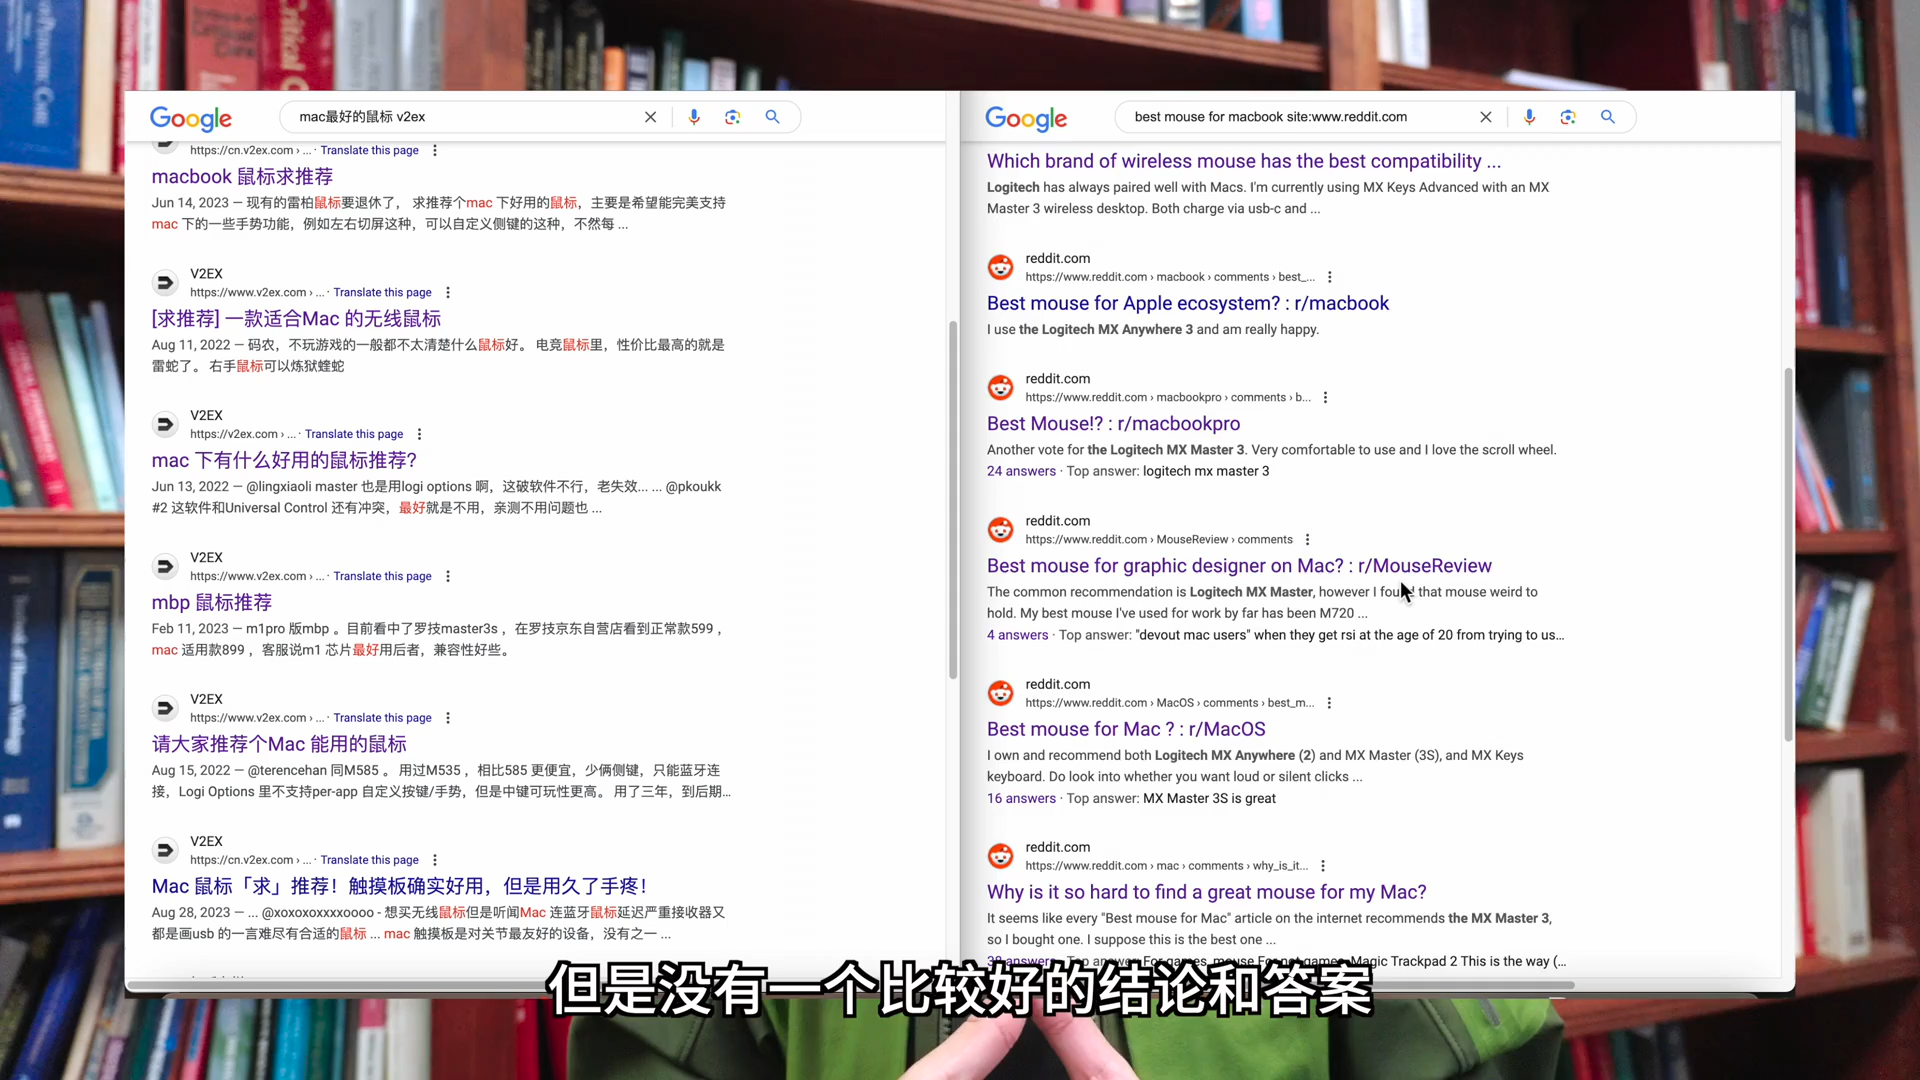 Google
mac最好的鼠标 v2ex
https://cn.v2ex.com › ... · Translate this page
macbook 鼠标求推荐
Jun 14, 2023 — 现有的雷柏鼠标要退休了， 求推荐个mac 下好用的鼠标，主要是希望能完美支持
mac 下的一些手势功能，例如左右切屏这种，可以自定义侧键的这种，不然每 ...
V2EX
https://www.v2ex.com › ... · Translate this page
[求推荐] 一款适合Mac 的无线鼠标
Aug 11, 2022 — 码农，不玩游戏的一般都不太清楚什么鼠标好。 电竞鼠标里，性价比最高的就是
雷蛇了。 右手鼠标可以炼狱蝰蛇
V2EX
https://v2ex.com › ... · Translate this page
mac 下有什么好用的鼠标推荐?
Jun 13, 2022 — @lingxiaoli master 也是用logi options 啊，这破软件不行，老失效... ... @pkoukk
#2 这软件和Universal Control 还有冲突，最好就是不用，亲测不用问题也 ...
V2EX
https://www.v2ex.com › ... · Translate this page
mbp 鼠标推荐
Feb 11, 2023 — m1pro 版mbp 。目前看中了罗技master3s ，在罗技京东自营店看到正常款599 ，
mac 适用款899 ，客服说m1 芯片最好用后者，兼容性好些。
V2EX
https://www.v2ex.com › ... · Translate this page
请大家推荐个Mac 能用的鼠标
Aug 15, 2022 — @terencehan 同M585 。 用过M535 ，相比585 更便宜，少俩侧键，只能蓝牙连
接，Logi Options 里不支持per-app 自定义按键/手势，但是中键可玩性更高。 用了三年，到后期...
V2EX
https://cn.v2ex.com › ... · Translate this page
Mac 鼠标「求」推荐！触摸板确实好用，但是用久了手疼！
Aug 28, 2023 — ... @xoxoxoxxxxoooo - 想买无线鼠标但是听闻Mac 连蓝牙鼠标延迟严重接收器又
都是画usb 的一言难尽有合适的鼠标 ... mac 触摸板是对关节最友好的设备，没有之一 ...
Google
best mouse for macbook site:www.reddit.com
Which brand of wireless mouse has the best compatibility ...
Logitech has always paired well with Macs. I'm currently using MX Keys Advanced with an MX
Master 3 wireless desktop. Both charge via usb-c and ...
reddit.com
https://www.reddit.com › macbook › comments › best_...
Best mouse for Apple ecosystem? : r/macbook
I use the Logitech MX Anywhere 3 and am really happy.
reddit.com
https://www.reddit.com › macbookpro › comments › b...
Best Mouse!? : r/macbookpro
Another vote for the Logitech MX Master 3. Very comfortable to use and I love the scroll wheel.
24 answers · Top answer: logitech mx master 3
reddit.com
https://www.reddit.com › MouseReview › comments
Best mouse for graphic designer on Mac? : r/MouseReview
The common recommendation is Logitech MX Master, however I found that mouse weird to
hold. My best mouse I've used for work by far has been M720 ...
4 answers · Top answer: "devout mac users" when they get rsi at the age of 20 from trying to us...
reddit.com
https://www.reddit.com › MacOS › comments › best_m...
Best mouse for Mac ? : r/MacOS
I own and recommend both Logitech MX Anywhere (2) and MX Master (3S), and MX Keys
keyboard. Do look into whether you want loud or silent clicks ...
16 answers · Top answer: MX Master 3S is great
reddit.com
https://www.reddit.com › mac › comments › why_is_it...
Why is it so hard to find a great mouse for my Mac?
It seems like every "Best mouse for Mac" article on the internet recommends the MX Master 3,
so I bought one. I suppose this is the best one ...
38 answers · Top answer: For games, mouse For not games, Magic Trackpad 2 This is the way (...
但是没有一个比较好的结论和答案